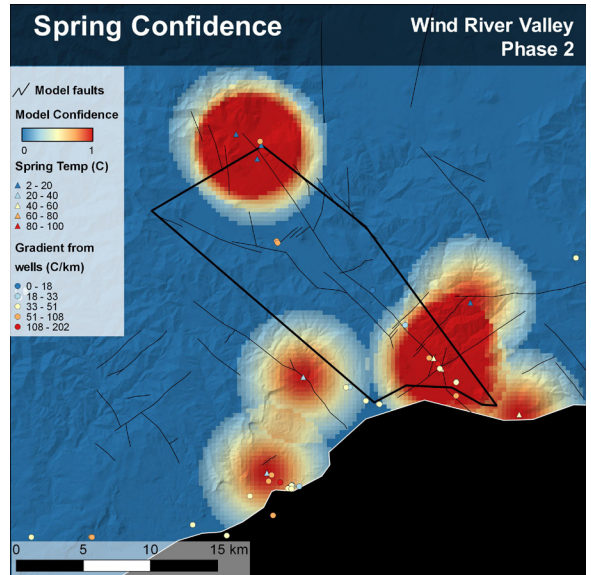 Spring Confidence
Wind River Valley
Phase 2
Model faults
Model Confidence
0 1
Spring Temp (C)
2 - 20
20 - 40
40 - 60
60 - 80
80 - 100
Gradient from
wells (C/km)
0 - 18
18 - 33
33 - 51
51 - 108
108 - 202
0 5 10 15 km